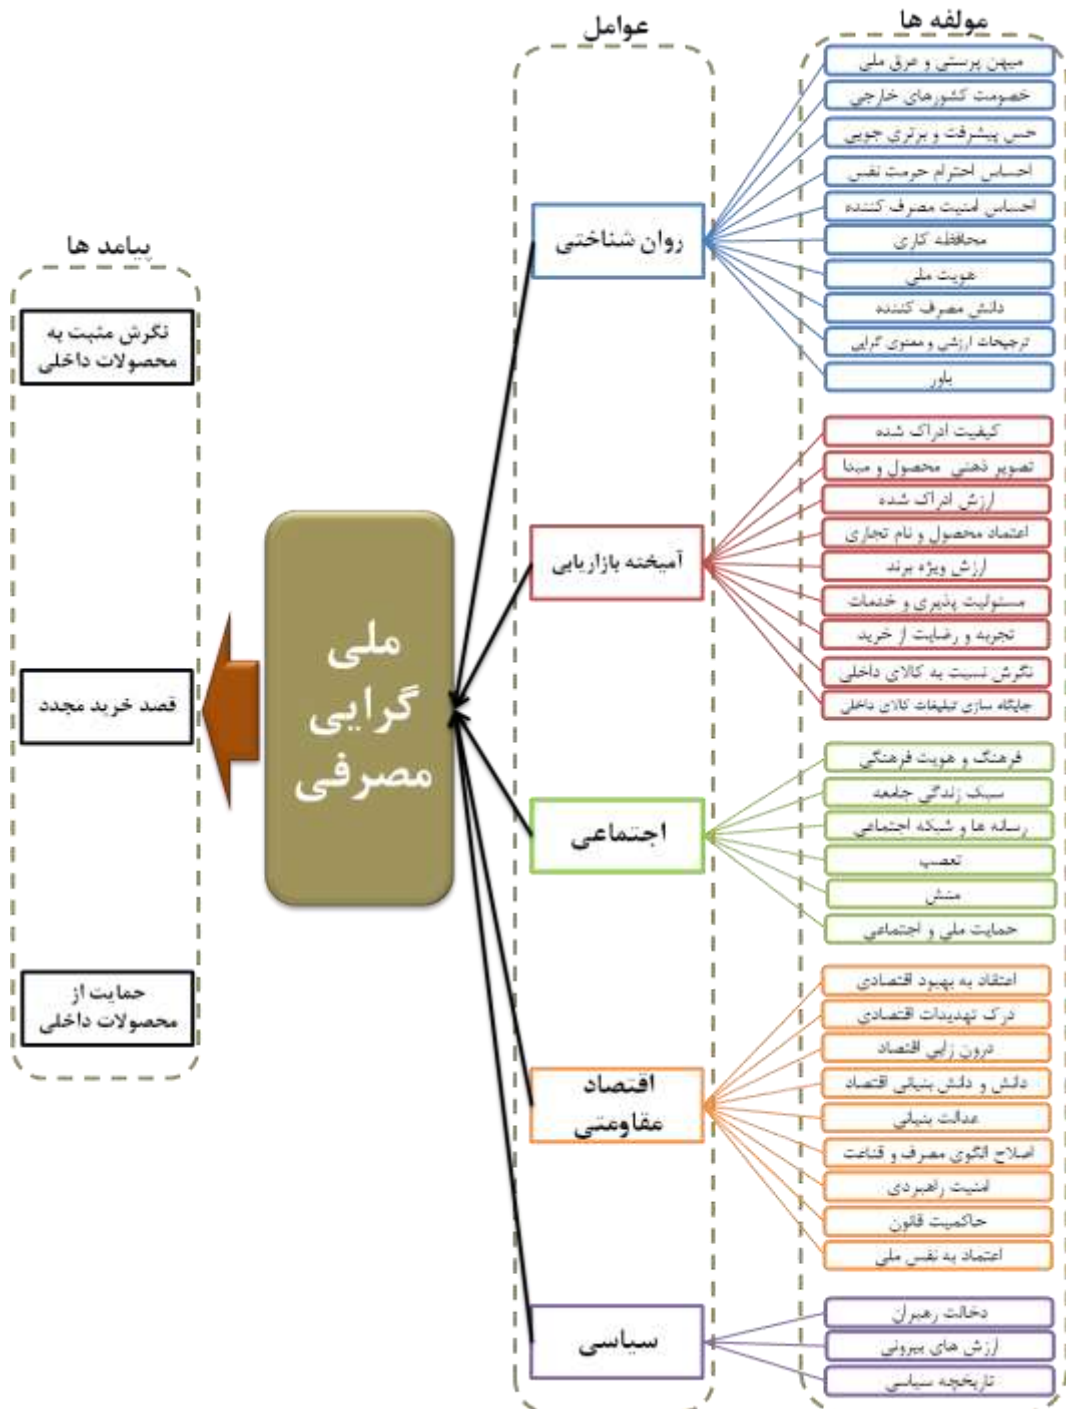 مولفه ها
میهن پرستی و عرق ملی
خصومت کشورهای خارجی
حس پیشرفت و برتری جویی
احساس احترام حرمت نفس
احساس امنیت مصرف کننده
محافظه کاری
هویت ملی
دانش مصرف کننده
ترجیحات ارزشی و معنوی گرایی
باور
کیفیت ادراک شده
تصویر ذهنی محصول و مبدا
ارزش ادراک شده
اعتماد محصول و نام تجاری
ارزش ویژه برند
مسئولیت پذیری و خدمات
تجربه و رضایت از خرید
نگرش نسبت به کالای داخلی
جایگاه سازی تبلیغات کالای داخلی
فرهنگ و هویت فرهنگی
سبک زندگی جامعه
رسانه ها و شبکه اجتماعی
تعصب
منش
حمایت ملی و اجتماعی
اعتقاد به بهبود اقتصادی
درک تهدیدات اقتصادی
درون زایی اقتصاد
دانش و دانش بنیانی اقتصاد
عدالت بنیانی
اصلاح الگوی مصرف و قناعت
امنیت راهبردی
حاکمیت قانون
اعتماد به نفس ملی
دخالت رهبران
ارزش های بیرونی
تاریخچه سیاسی
عوامل
روان شناختی
آمیخته بازاریابی
اجتماعی
اقتصاد
مقاومتی
سیاسی
ملی
گرایی
مصرفی
پیامد ها
نگرش مثبت به
محصولات داخلی
قصد خرید مجدد
حمایت از
محصولات داخلی